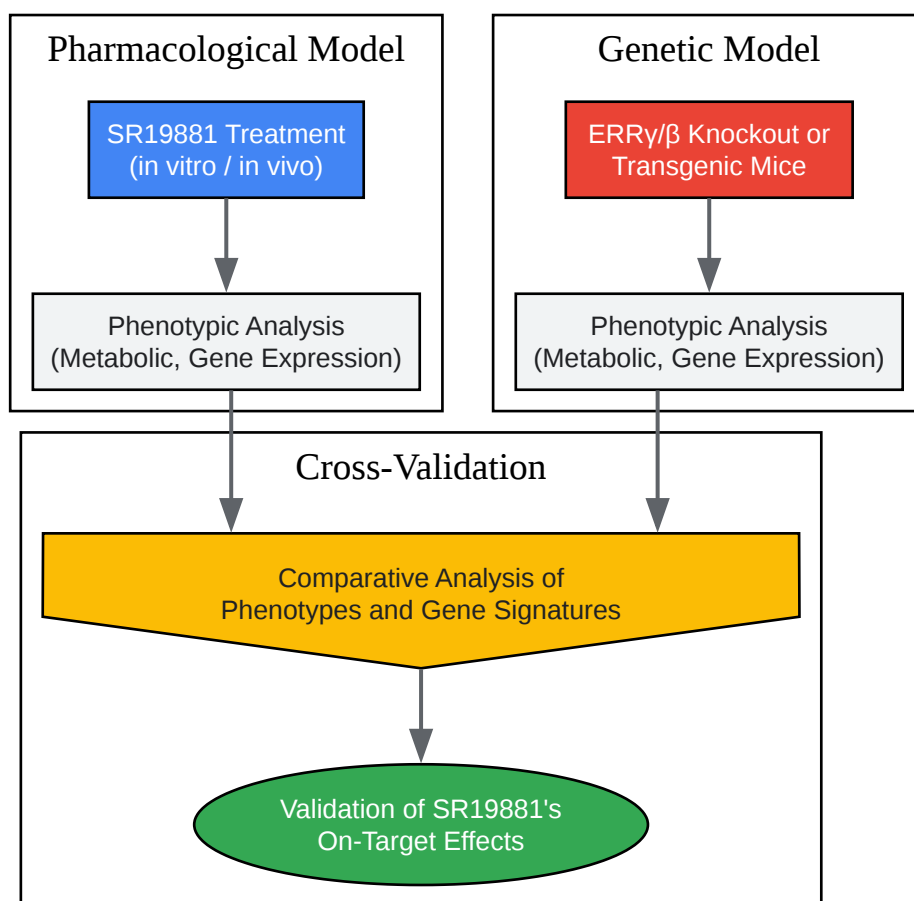 Pharmacological Model
SR19881 Treatment
(in vitro / in vivo)
Phenotypic Analysis
(Metabolic, Gene Expression)
Genetic Model
ERRγ/β Knockout or
Transgenic Mice
Phenotypic Analysis
(Metabolic, Gene Expression)
Cross-Validation
Comparative Analysis of
Phenotypes and Gene Signatures
Validation of SR19881's
On-Target Effects